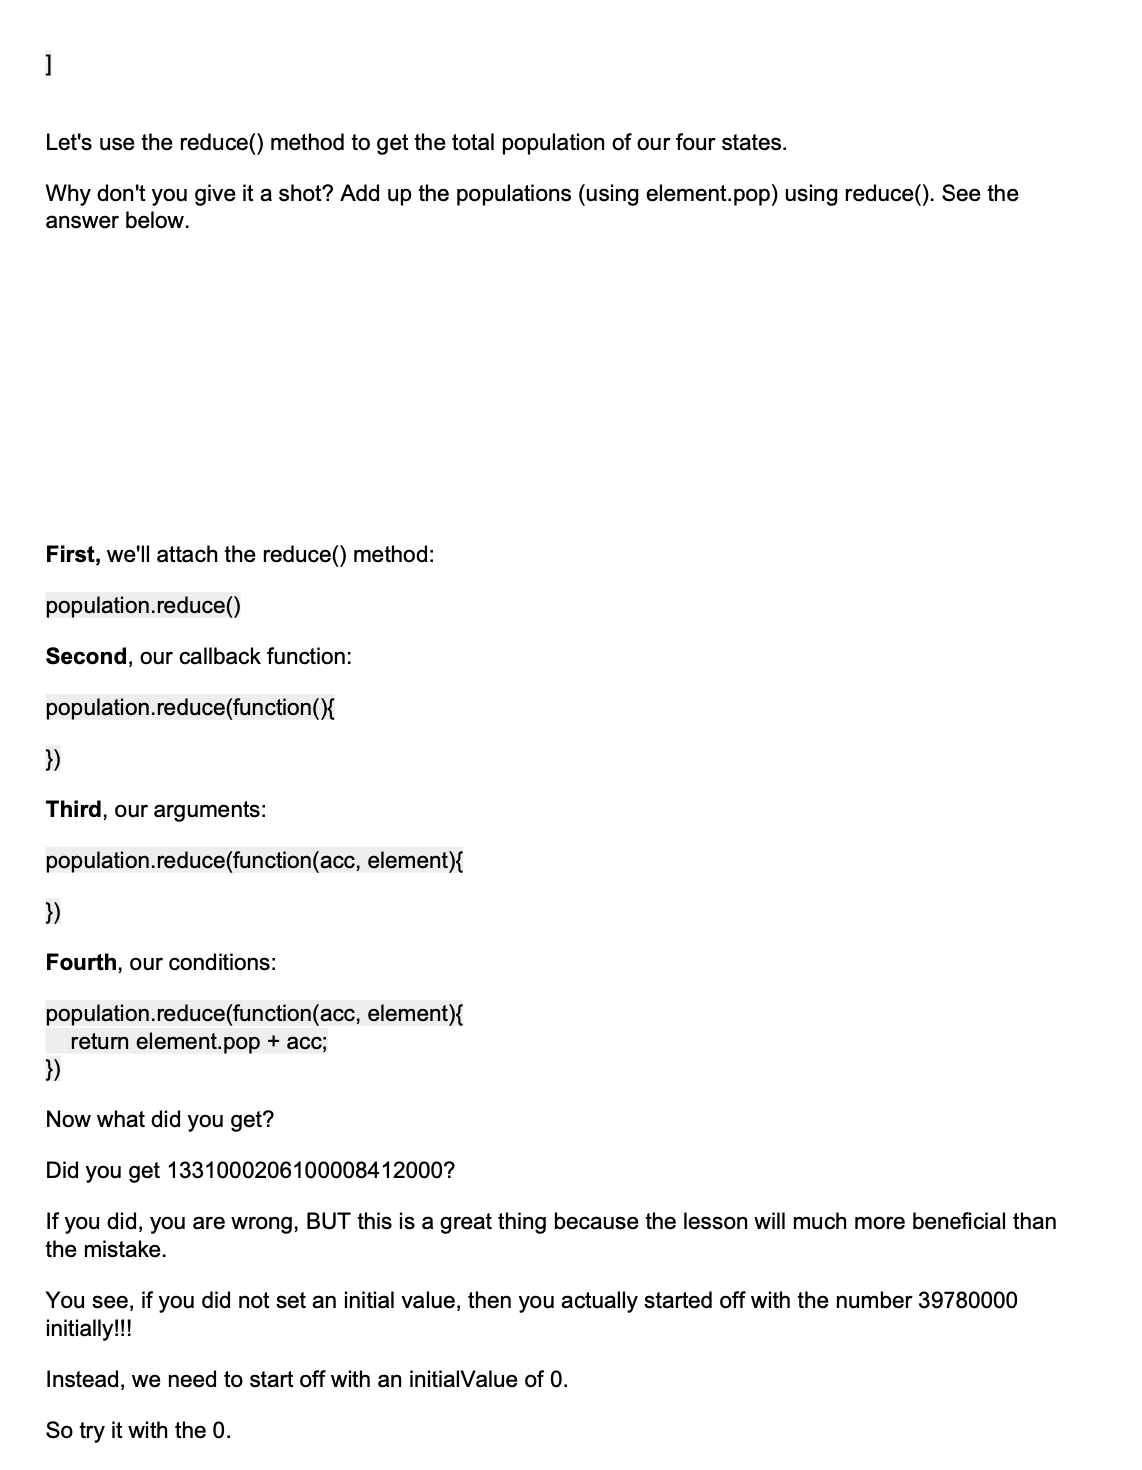 ]
Let's use the reduce() method to get the total population of our four states.
Why don't you give it a shot? Add up the populations (using element.pop) using reduce(). See the
answer below.
First, we'll attach the reduce() method:
population.reduce()
Second, our callback function:
population.reduce(function(){
})
Third, our arguments:
population.reduce(function(acc, element){
})
Fourth, our conditions:
population.reduce(function(acc, element){
return element.pop + acc;
})
Now what did you get?
Did you get 1331000206100008412000?
If you did, you are wrong, BUT this is a great thing because the lesson will much more beneficial than
the mistake.
You see, if you did not set an initial value, then you actually started off with the number 39780000
initially!!!
Instead, we need to start off with an initialValue of 0.
So try it with the 0.